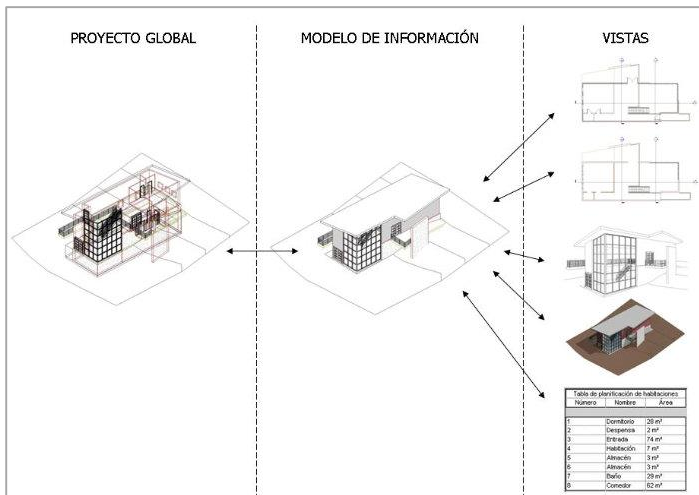 PROYECTO GLOBAL
MODELO DE INFORMACIÓN
VISTAS
Tabla de planificación de habitaciones
Número Nombre Área
1 Dormitorio 28 m²
2 Despensa 2 m²
3 Entrada 74 m²
4 Habitación 7 m²
5 Almacén 3 m²
6 Almacén 3 m²
7 Baño 29 m²
8 Comedor 62 m²